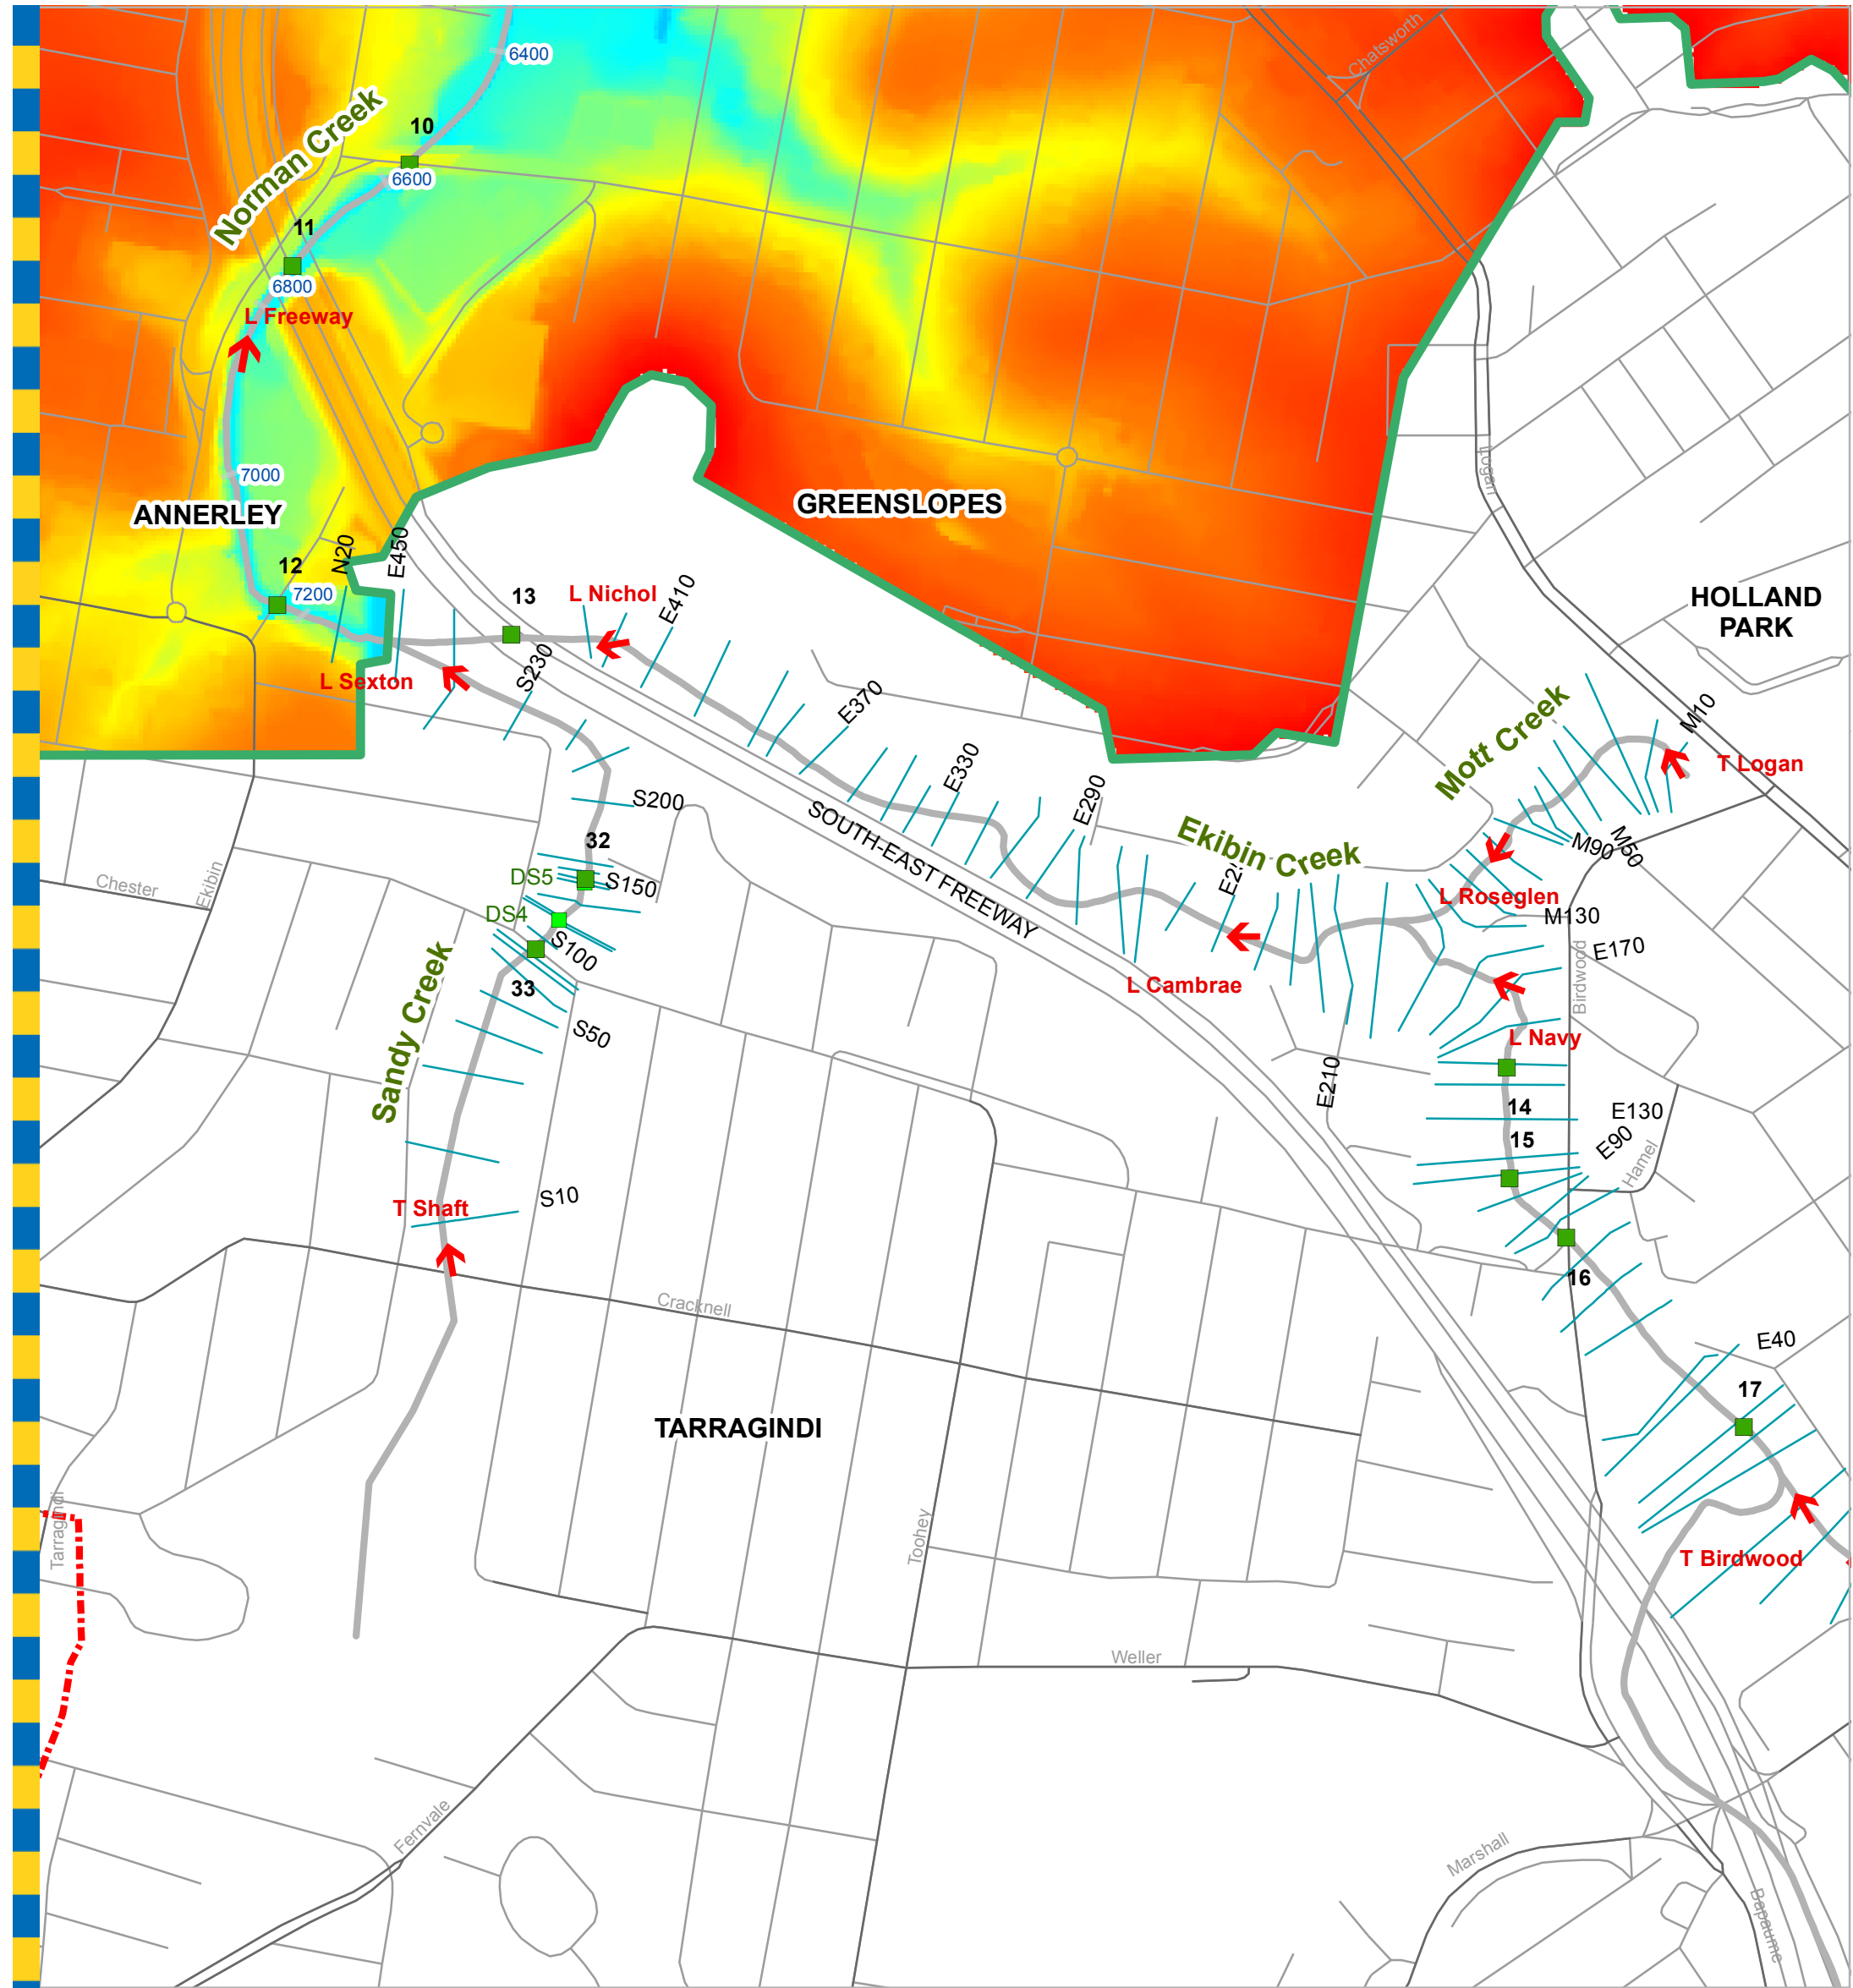 6400
Chatsworth
10
Norman Creek
6600
11
6800
L Freeway
Logan
7000
ANNERLEY
GREENSLOPES
N20
E450
12
7200
13
L Nichol
E410
HOLLAND
PARK
L Sexton
S230
E370
Mott Creek
M10
T Logan
E330
S200
E290
SOUTH-EAST FREEWAY
Ekibin Creek
32
M90
M60
DS5
S150
Chester
Ekibin
L Roseglen
DS4
M130
S100
E170
Birdwood
L Cambrae
33
Sandy Creek
S50
L Navy
E210
14
E130
15
E90
Hamel
S10
T Shaft
16
Cracknell
E40
17
TARRAGINDI
Tarragindi
Toohey
T Birdwood
Weller
Fernvale
Marshall
Bapaume